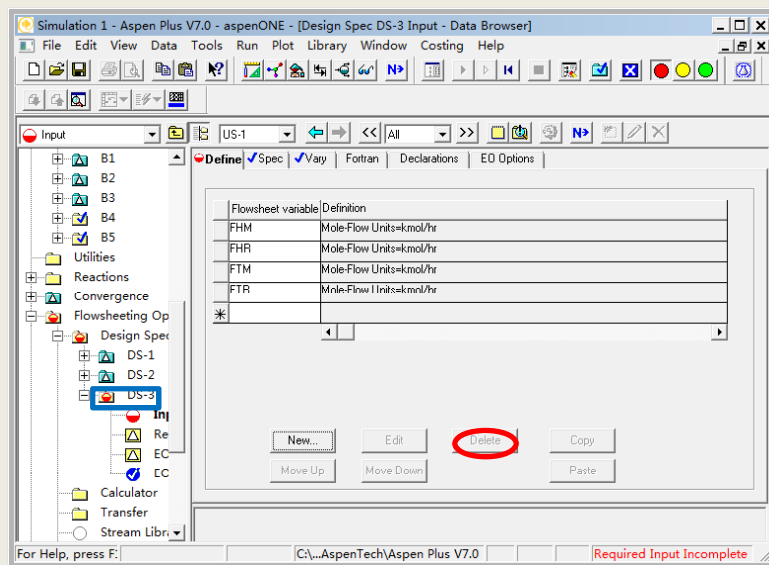 Simulation 1 - Aspen Plus V7.0 - aspenONE - [Design Spec DS-3 Input - Data Browser]
File Edit View Data Tools Run Plot Library Window Costing Help
N>
Input US-1 << All >> N>
B1
B2
B3
B4
B5
Utilities
Reactions
Convergence
Flowsheeting Op
Design Spec
DS-1
DS-2
DS-3
Inp
Re
EC
EO
Calculator
Transfer
Stream Libra
Define Spec Vary Fortran Declarations EO Options
Flowsheet variable Definition
FHM Mole-Flow Units=kmol/hr
FHR Mole-Flow Units=kmol/hr
FTM Mole-Flow Units=kmol/hr
FTR Mole-Flow Units=kmol/hr
New... Edit Delete Copy
Move Up Move Down Paste
For Help, press F: C:\...AspenTech\Aspen Plus V7.0 Required Input Incomplete